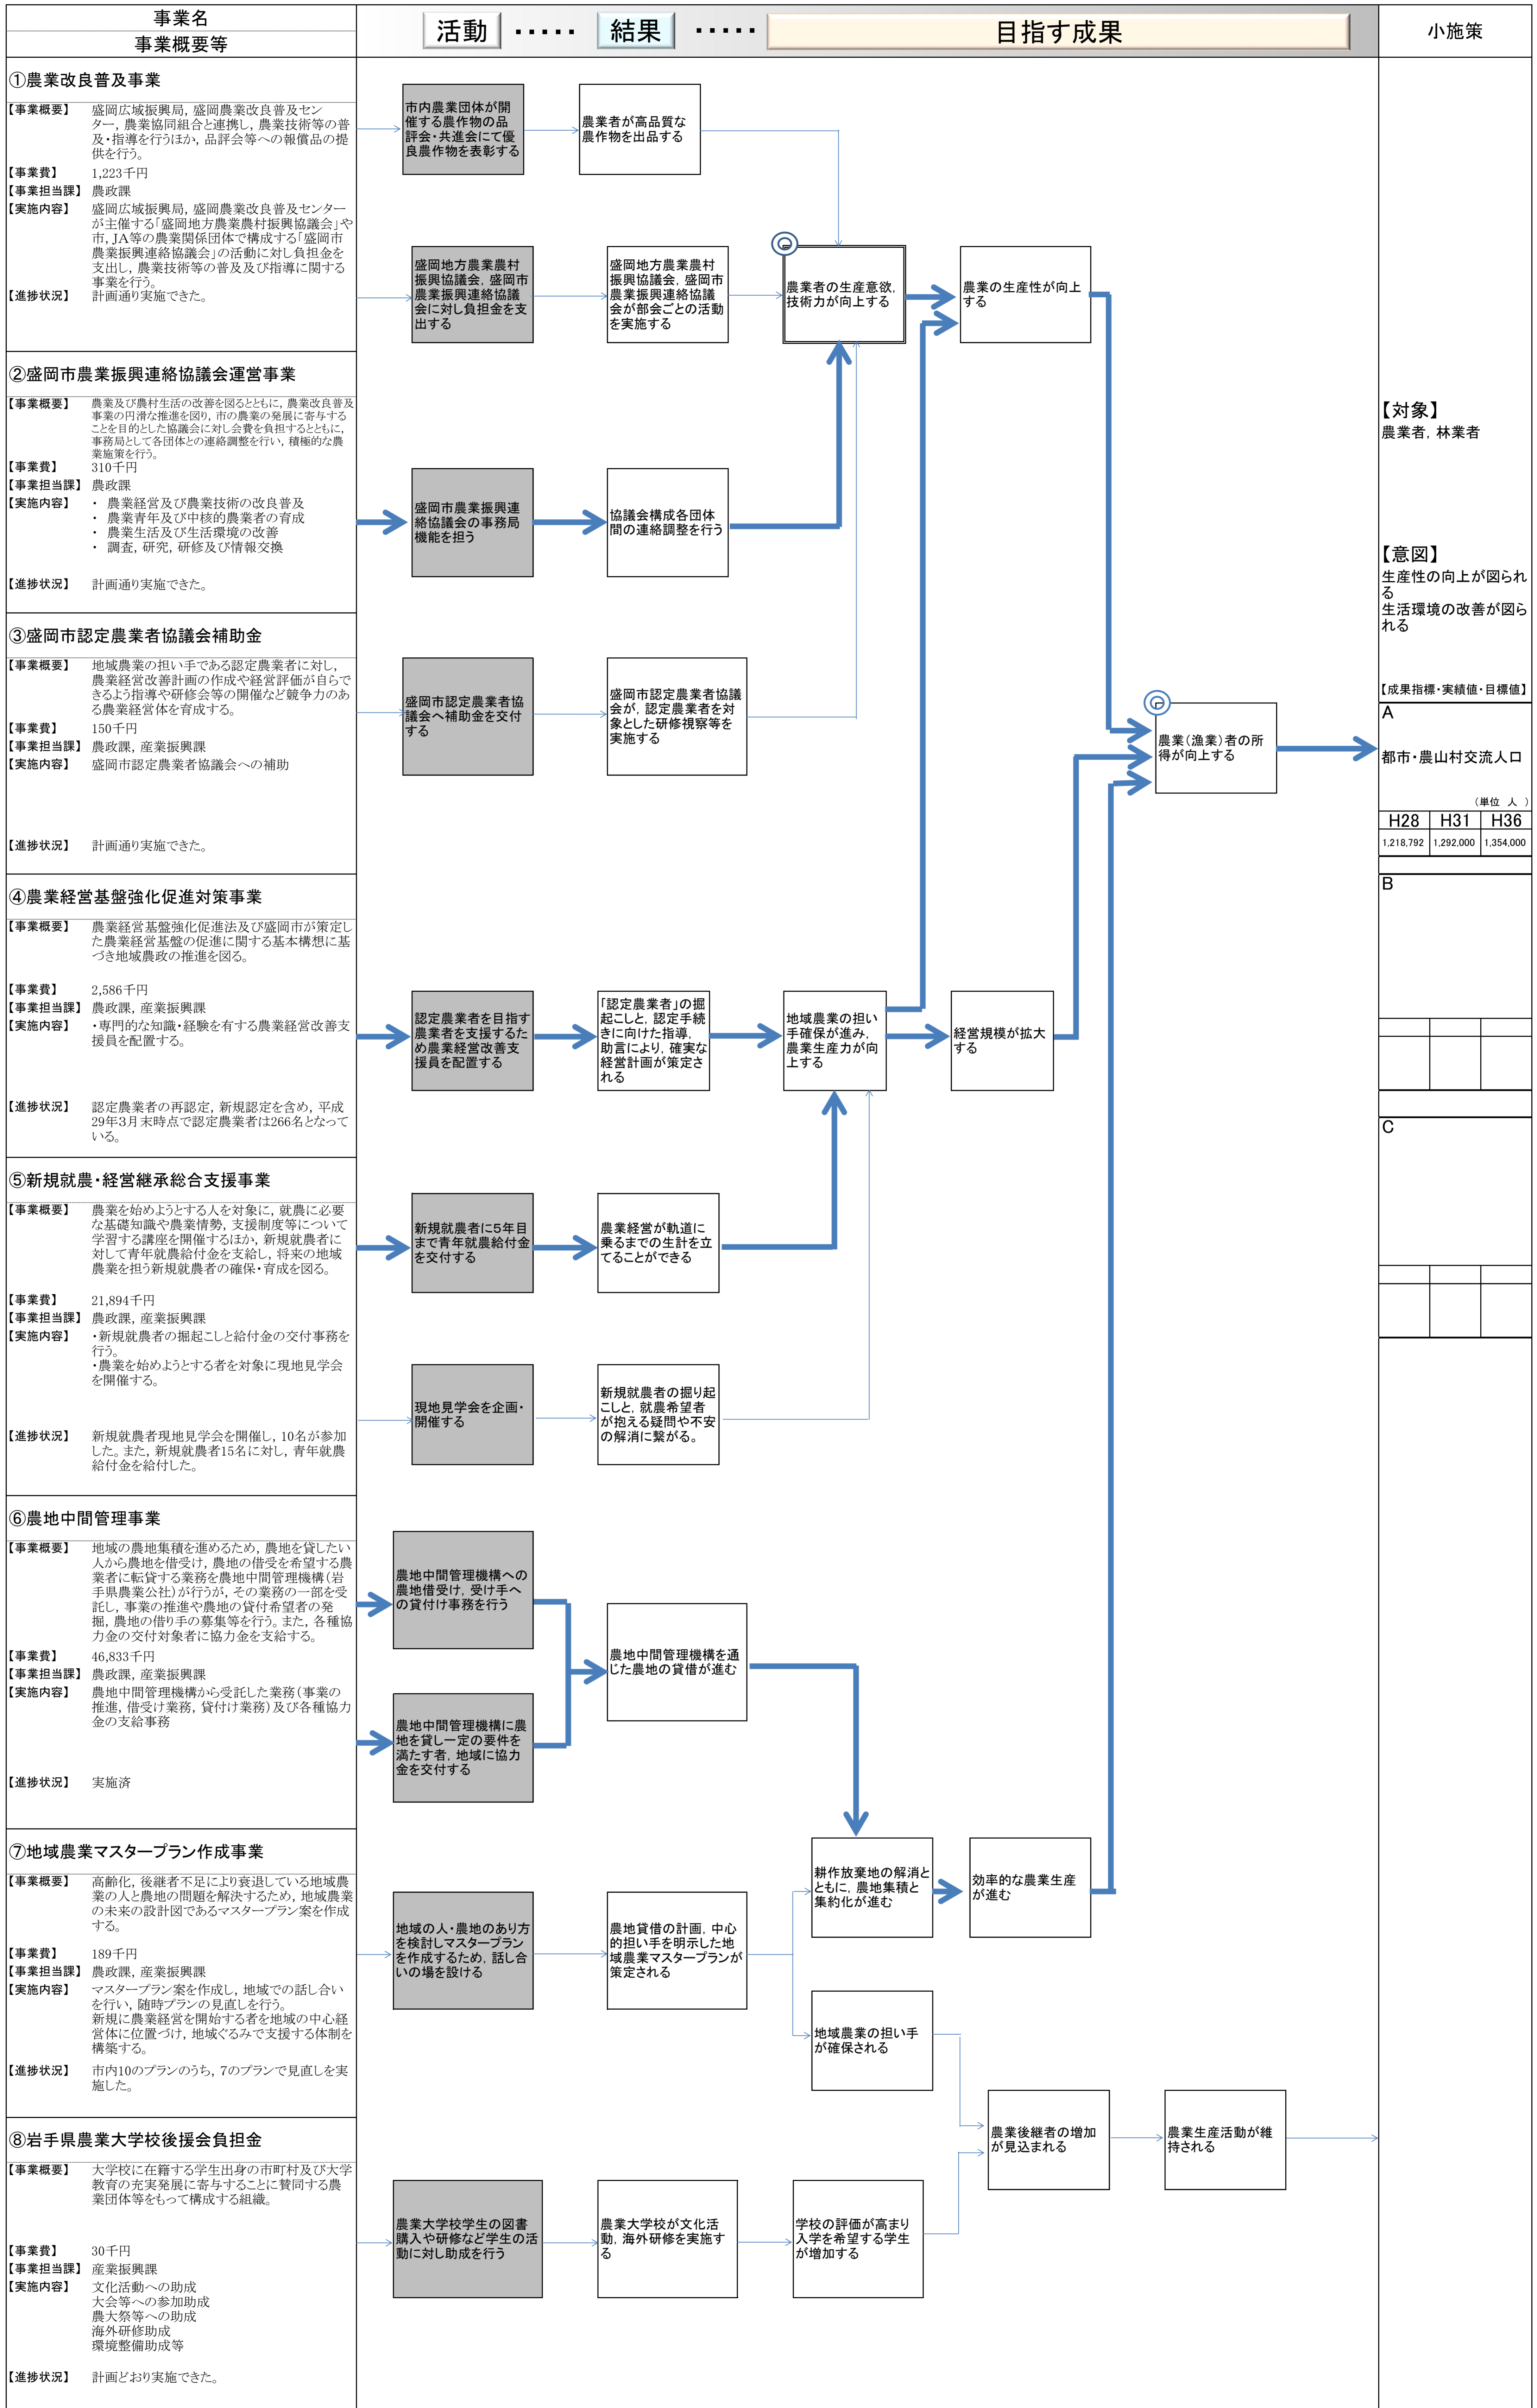 事業名
事業概要等
活動
・・・・・
結果
・・・・・
目指す成果
小施策
①農業改良普及事業
【事業概要】
盛岡広域振興局，盛岡農業改良普及セン
ター，農業協同組合と連携し，農業技術等の普
及・指導を行うほか，品評会等への報償品の提
供を行う。
【事業費】
1,223千円
【事業担当課】
農政課
【実施内容】
盛岡広域振興局，盛岡農業改良普及センター
が主催する「盛岡地方農業農村振興協議会」や
市，JA等の農業関係団体で構成する「盛岡市
農業振興連絡協議会」の活動に対し負担金を
支出し，農業技術等の普及及び指導に関する
事業を行う。
【進捗状況】
計画通り実施できた。
市内農業団体が開
催する農作物の品
評会・共進会にて優
良農作物を表彰する
農業者が高品質な
農作物を出品する
盛岡地方農業農村
振興協議会，盛岡市
農業振興連絡協議
会に対し負担金を支
出する
盛岡地方農業農村
振興協議会，盛岡市
農業振興連絡協議
会が部会ごとの活動
を実施する
農業者の生産意欲，
技術力が向上する
農業の生産性が向上
する
②盛岡市農業振興連絡協議会運営事業
【事業概要】
農業及び農村生活の改善を図るとともに，農業改良普及
事業の円滑な推進を図り，市の農業の発展に寄与する
ことを目的とした協議会に対し会費を負担するとともに，
事務局として各団体との連絡調整を行い，積極的な農
業施策を行う。
【事業費】
310千円
【事業担当課】
農政課
【実施内容】
・ 農業経営及び農業技術の改良普及
・ 農業青年及び中核的農業者の育成
・ 農業生活及び生活環境の改善
・ 調査，研究，研修及び情報交換
【進捗状況】
計画通り実施できた。
盛岡市農業振興連
絡協議会の事務局
機能を担う
協議会構成各団体
間の連絡調整を行う
③盛岡市認定農業者協議会補助金
【事業概要】
地域農業の担い手である認定農業者に対し，
農業経営改善計画の作成や経営評価が自らで
きるよう指導や研修会等の開催など競争力のあ
る農業経営体を育成する。
【事業費】
150千円
【事業担当課】
農政課，産業振興課
【実施内容】
盛岡市認定農業者協議会への補助
【進捗状況】
計画通り実施できた。
盛岡市認定農業者協
議会へ補助金を交付
する
盛岡市認定農業者協議
会が，認定農業者を対
象とした研修視察等を
実施する
農業（漁業）者の所
得が向上する
【対象】
農業者，林業者
【意図】
生産性の向上が図られ
る
生活環境の改善が図ら
れる
【成果指標・実績値・目標値】
A
都市・農山村交流人口
（単位 人 ）
H28 H31 H36
1,218,792 1,292,000 1,354,000
B
C
④農業経営基盤強化促進対策事業
【事業概要】
農業経営基盤強化促進法及び盛岡市が策定し
た農業経営基盤の促進に関する基本構想に基
づき地域農政の推進を図る。
【事業費】
2,586千円
【事業担当課】
農政課，産業振興課
【実施内容】
・専門的な知識・経験を有する農業経営改善支
援員を配置する。
【進捗状況】
認定農業者の再認定，新規認定を含め，平成
29年3月末時点で認定農業者は266名となって
いる。
認定農業者を目指す
農業者を支援するた
め農業経営改善支
援員を配置する
「認定農業者」の掘
起こしと，認定手続
きに向けた指導，
助言により，確実な
経営計画が策定さ
れる
地域農業の担い
手確保が進み，
農業生産力が向
上する
経営規模が拡大
する
⑤新規就農・経営継承総合支援事業
【事業概要】
農業を始めようとする人を対象に，就農に必要
な基礎知識や農業情勢，支援制度等について
学習する講座を開催するほか，新規就農者に
対して青年就農給付金を支給し，将来の地域
農業を担う新規就農者の確保・育成を図る。
【事業費】
21,894千円
【事業担当課】
農政課，産業振興課
【実施内容】
・新規就農者の掘起こしと給付金の交付事務を
行う。
・農業を始めようとする者を対象に現地見学会
を開催する。
【進捗状況】
新規就農者現地見学会を開催し，10名が参加
した。また，新規就農者15名に対し，青年就農
給付金を給付した。
新規就農者に5年目
まで青年就農給付金
を交付する
農業経営が軌道に
乗るまでの生計を立
てることができる
現地見学会を企画・
開催する
新規就農者の掘り起
こしと，就農希望者
が抱える疑問や不安
の解消に繋がる。
⑥農地中間管理事業
【事業概要】
地域の農地集積を進めるため，農地を貸したい
人から農地を借受け，農地の借受を希望する農
業者に転貸する業務を農地中間管理機構（岩
手県農業公社）が行うが，その業務の一部を受
託し，事業の推進や農地の貸付希望者の発
掘，農地の借り手の募集等を行う。また，各種協
力金の交付対象者に協力金を支給する。
【事業費】
46,833千円
【事業担当課】
農政課，産業振興課
【実施内容】
農地中間管理機構から受託した業務（事業の
推進，借受け業務，貸付け業務）及び各種協力
金の支給事務
【進捗状況】
実施済
農地中間管理機構への
農地借受け，受け手へ
の貸付け事務を行う
農地中間管理機構に農
地を貸し一定の要件を
満たす者，地域に協力
金を交付する
農地中間管理機構を通
じた農地の貸借が進む
⑦地域農業マスタープラン作成事業
【事業概要】
高齢化，後継者不足により衰退している地域農
業の人と農地の問題を解決するため，地域農業
の未来の設計図であるマスタープラン案を作成
する。
【事業費】
189千円
【事業担当課】
農政課，産業振興課
【実施内容】
マスタープラン案を作成し，地域での話し合い
を行い，随時プランの見直しを行う。
新規に農業経営を開始する者を地域の中心経
営体に位置づけ，地域ぐるみで支援する体制を
構築する。
【進捗状況】
市内10のプランのうち，7のプランで見直しを実
施した。
地域の人・農地のあり方
を検討しマスタープラン
を作成するため，話し合
いの場を設ける
農地貸借の計画，中心
的担い手を明示した地
域農業マスタープランが
策定される
耕作放棄地の解消と
ともに，農地集積と
集約化が進む
効率的な農業生産
が進む
地域農業の担い手
が確保される
農業後継者の増加
が見込まれる
農業生産活動が維
持される
⑧岩手県農業大学校後援会負担金
【事業概要】
大学校に在籍する学生出身の市町村及び大学
教育の充実発展に寄与することに賛同する農
業団体等をもって構成する組織。
【事業費】
30千円
【事業担当課】
産業振興課
【実施内容】
文化活動への助成
大会等への参加助成
農大祭等への助成
海外研修助成
環境整備助成等
【進捗状況】
計画どおり実施できた。
農業大学校学生の図書
購入や研修など学生の活
動に対し助成を行う
農業大学校が文化活
動，海外研修を実施す
る
学校の評価が高まり
入学を希望する学生
が増加する